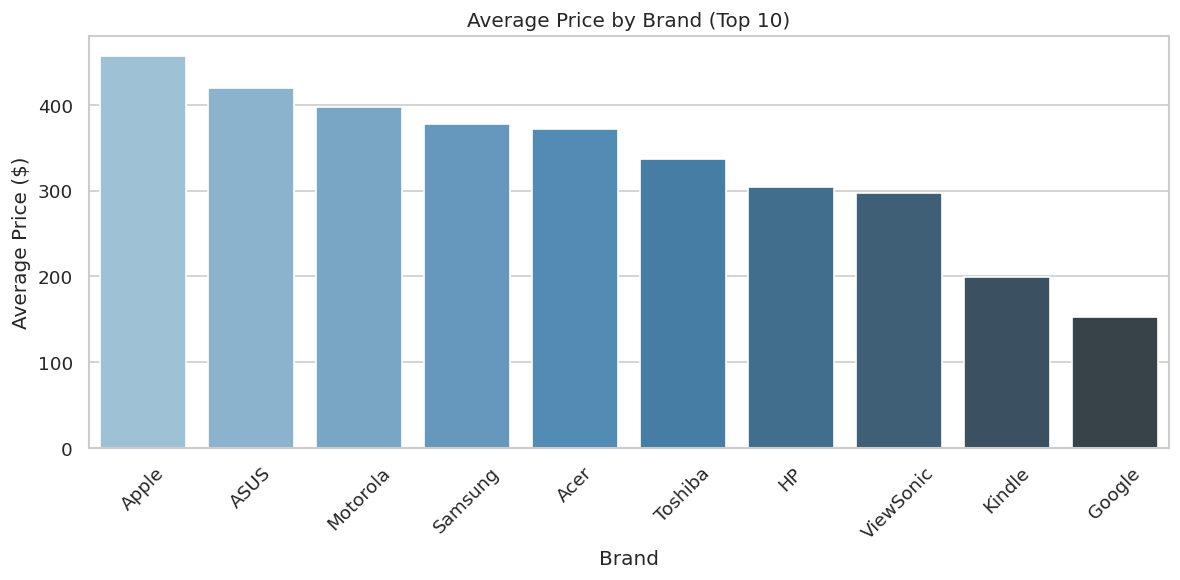 Average Price by Brand (Top 10)
Average Price ($)
400
300
200
100
0
Apple
ASUS
Motorola
Samsung
Acer
Toshiba
HP
ViewSonic
Kindle
Google
Brand